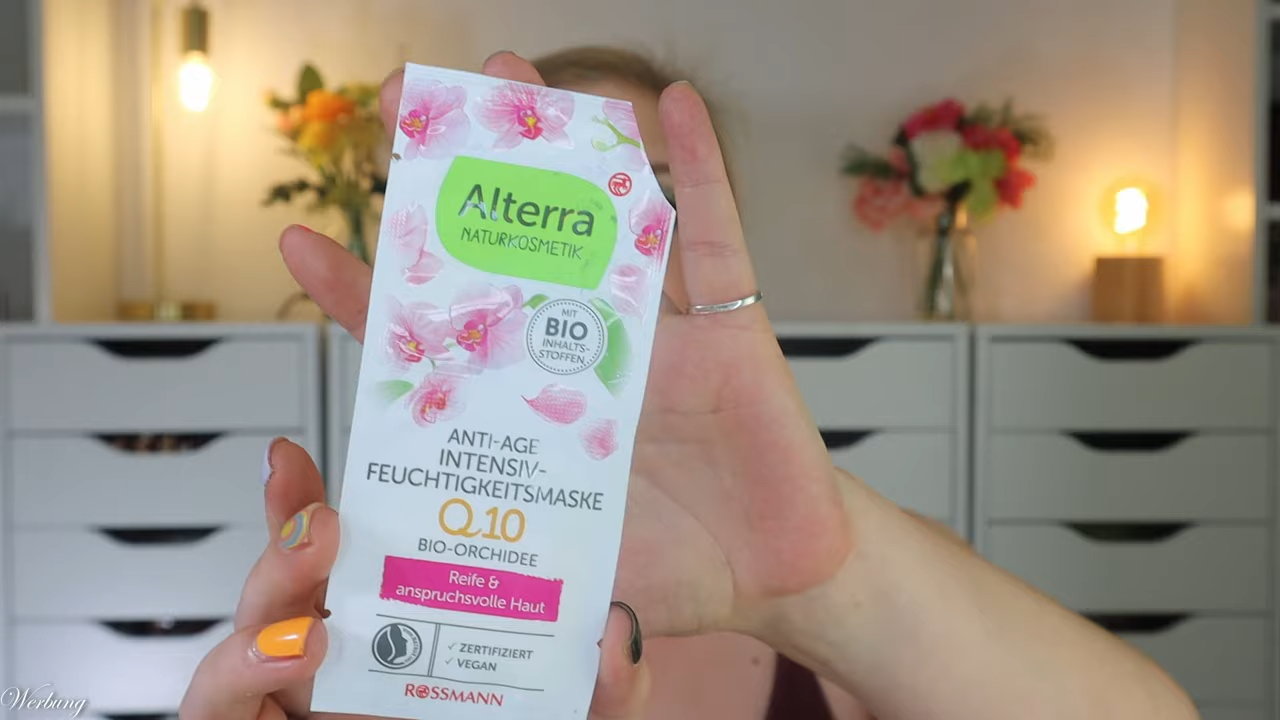 Alterra
NATURKOSMETIK
MIT
BIO
INHALTS-
STOFFEN
ANTI-AGE
INTENSIV-
FEUCHTIGKEITSMASKE
Q10
BIO-ORCHIDEE
Reife &
anspruchsvolle Haut
✓ ZERTIFIZIERT
✓ VEGAN
ROSSMANN
Werbung